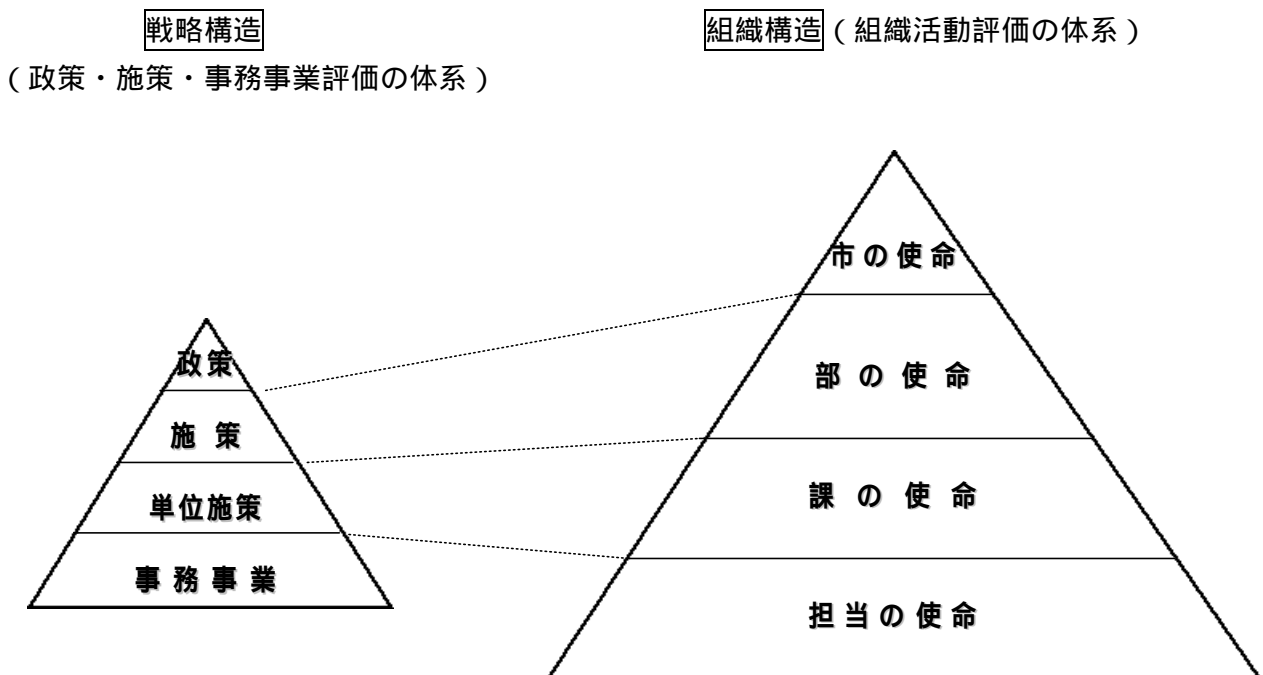 戦略構造
(政策・施策・事務事業評価の体系)
組織構造(組織活動評価の体系)
政策
施策
単位施策
事務事業
市の使命
部の使命
課の使命
担当の使命